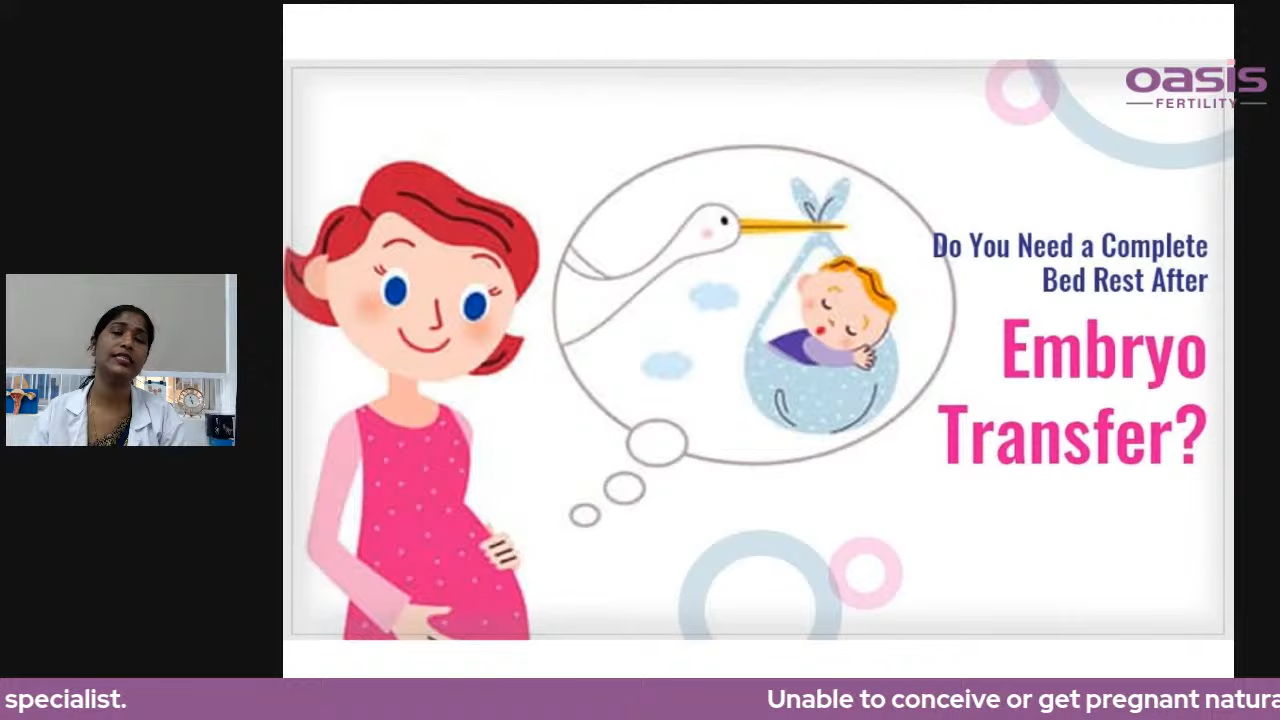 oasis
FERTILITY
Do You Need a Complete
Bed Rest After
Embryo
Transfer?
specialist.
Unable to conceive or get pregnant natura